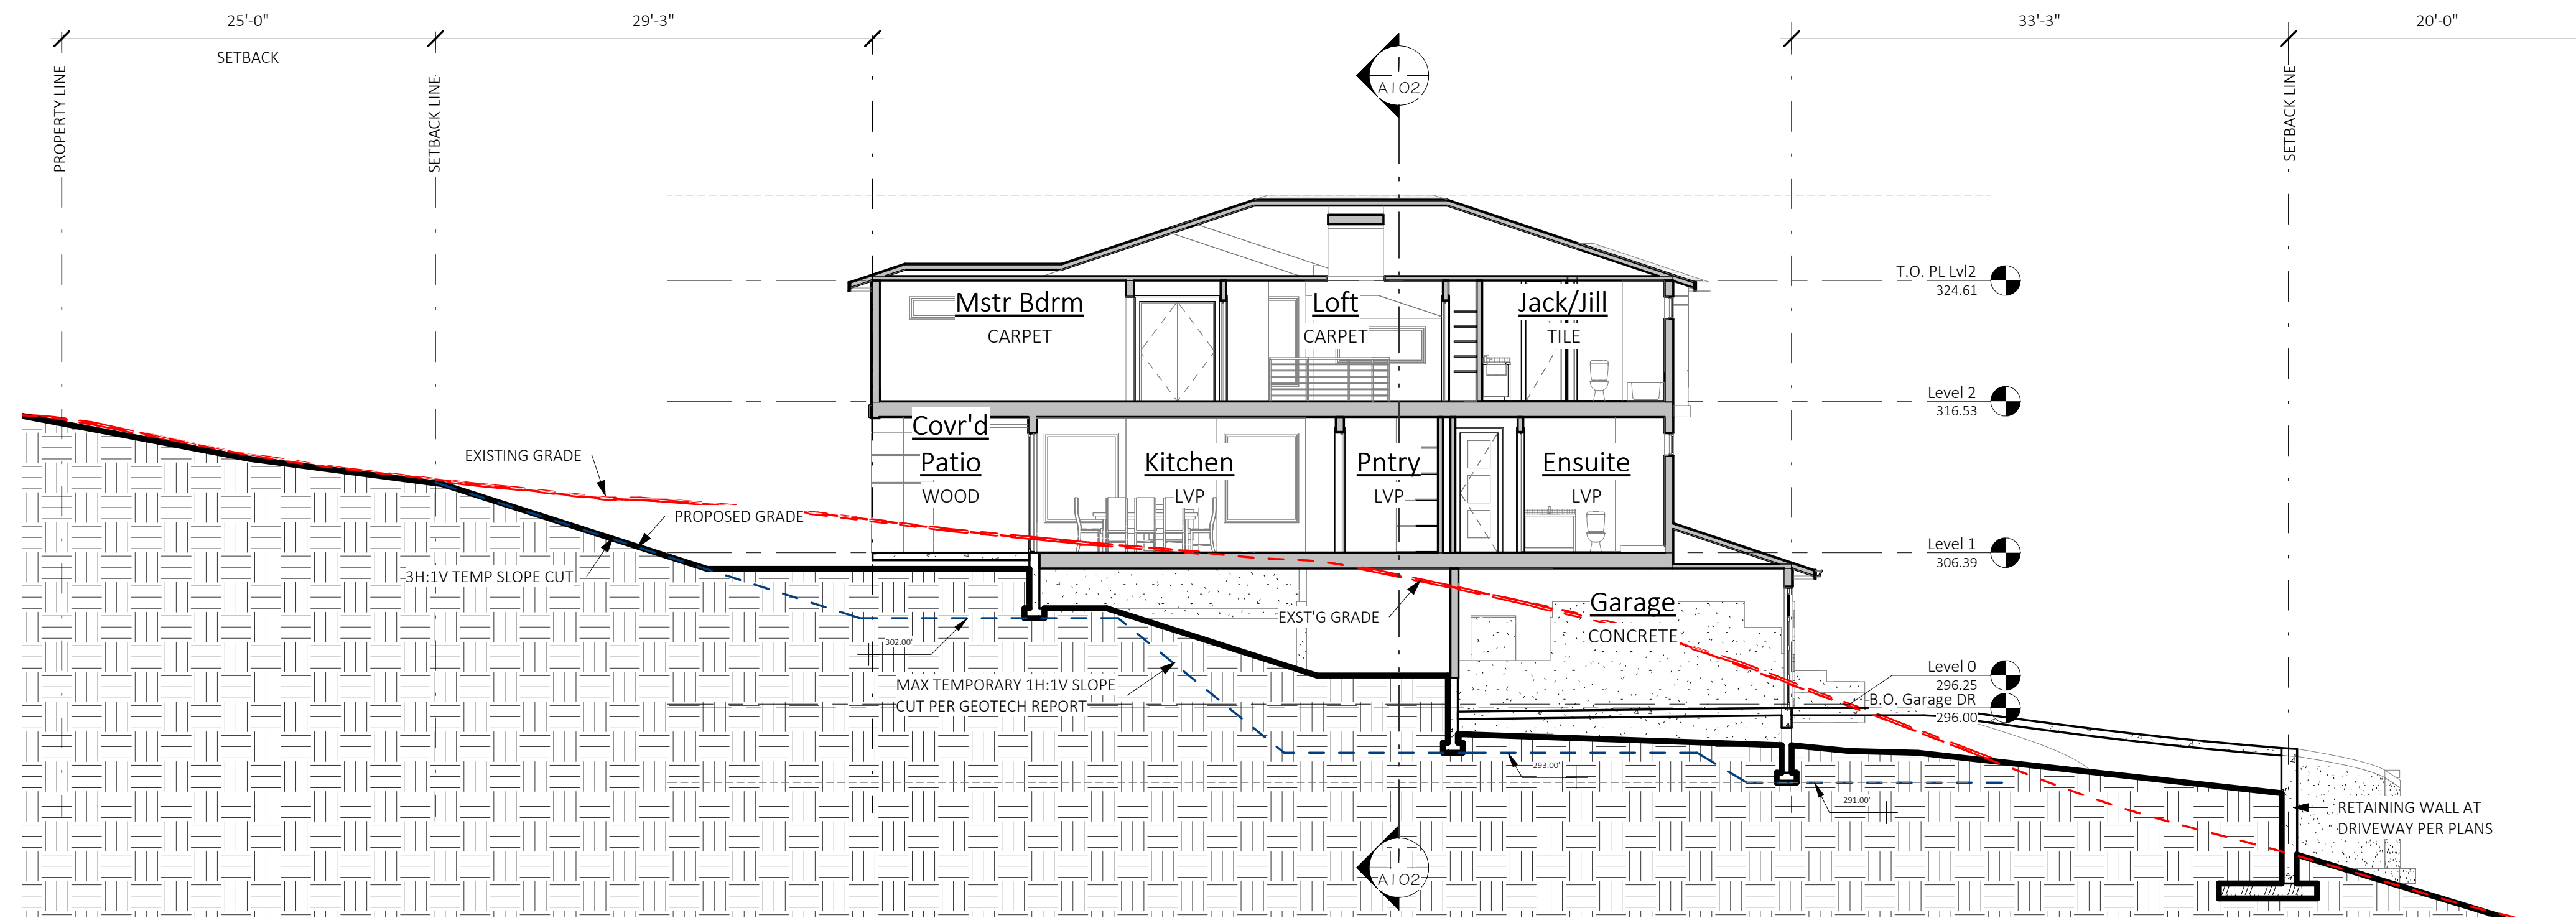 25'-0"
29'-3"
33'-3"
20'-0"
SETBACK
PROPERTY LINE
SETBACK LINE
SETBACK LINE
1
A102
T.O. PL Lvl2
324.61
Mstr Bdrm
CARPET
Loft
CARPET
Jack/Jill
TILE
Level 2
316.53
Covr'd
Patio
WOOD
Kitchen
LVP
Pntry
LVP
Ensuite
LVP
EXISTING GRADE
PROPOSED GRADE
3H:1V TEMP SLOPE CUT
Level 1
306.39
EXST'G GRADE
Garage
CONCRETE
302.00'
MAX TEMPORARY 1H:1V SLOPE
CUT PER GEOTECH REPORT
Level 0
296.25
B.O. Garage DR
296.00
293.00'
291.00'
RETAINING WALL AT
DRIVEWAY PER PLANS
1
A102